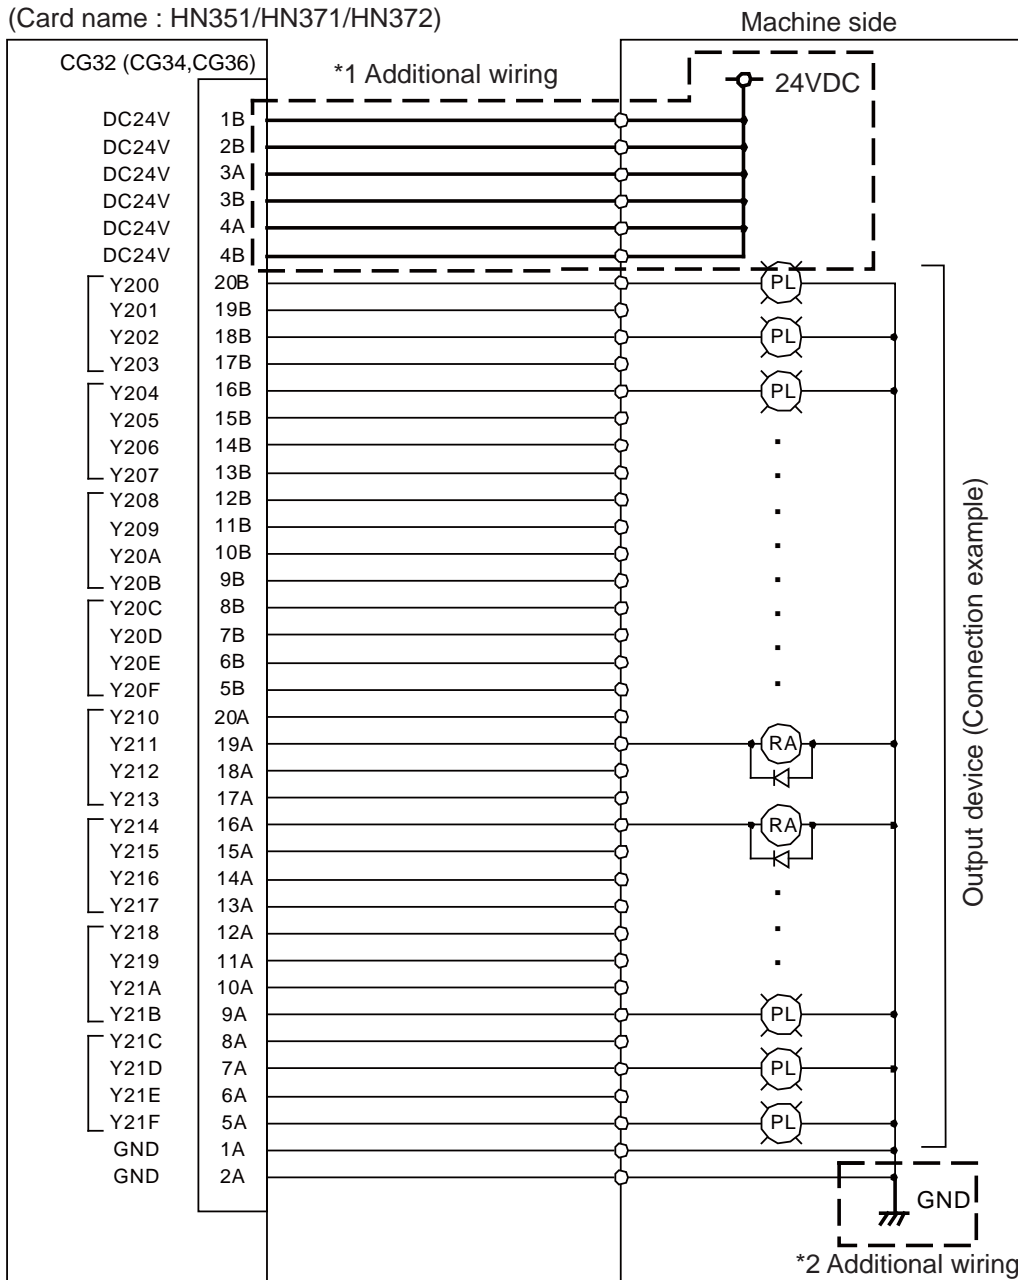 (Card name : HN351/HN371/HN372)
Machine side
CG32 (CG34,CG36)
*1 Additional wiring
24VDC
DC24V 1B
DC24V 2B
DC24V 3A
DC24V 3B
DC24V 4A
DC24V 4B
Y200 20B PL
Y201 19B
Y202 18B PL
Y203 17B
Y204 16B PL
Y205 15B
Y206 14B
Y207 13B
Y208 12B
Y209 11B
Y20A 10B
Y20B 9B
Y20C 8B
Y20D 7B
Y20E 6B
Y20F 5B
Y210 20A
Y211 19A RA
Y212 18A
Y213 17A
Y214 16A RA
Y215 15A
Y216 14A
Y217 13A
Y218 12A
Y219 11A
Y21A 10A
Y21B 9A PL
Y21C 8A
Y21D 7A PL
Y21E 6A
Y21F 5A PL
GND 1A
GND 2A
Output device (Connection example)
GND
*2 Additional wiring